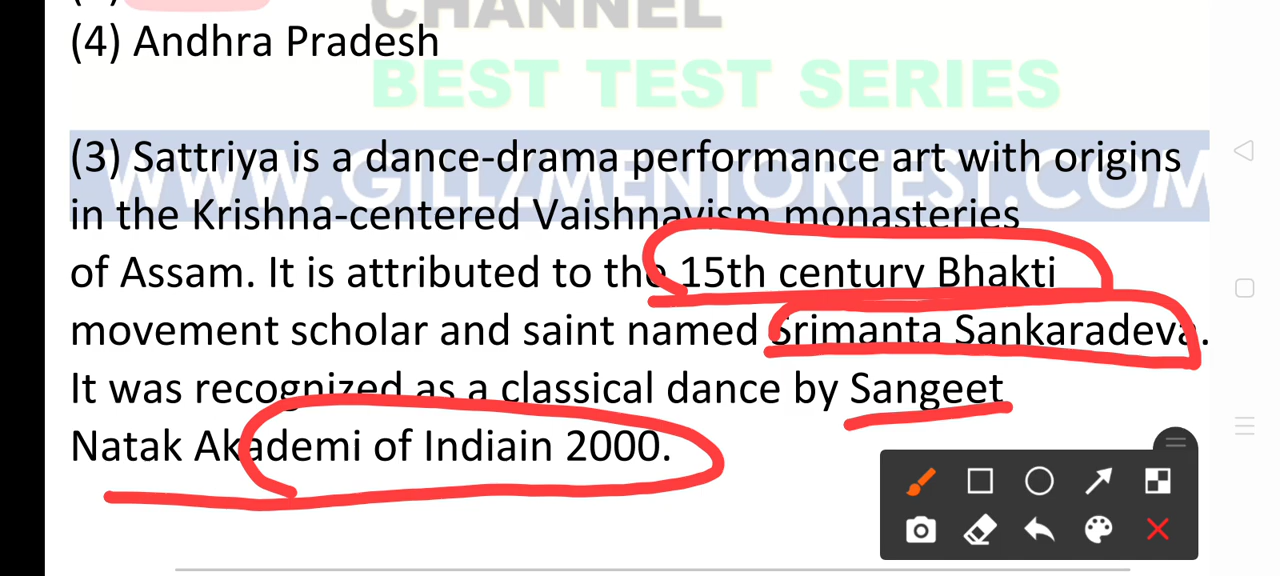 CHANNEL
(4) Andhra Pradesh
BEST TEST SERIES
(3) Sattriya is a dance-drama performance art with origins
WWW.GILLZMENTORTEST.COM
in the Krishna-centered Vaishnavism monasteries
of Assam. It is attributed to the 15th century Bhakti
movement scholar and saint named Srimanta Sankaradeva.
It was recognized as a classical dance by Sangeet
Natak Akademi of Indiain 2000.